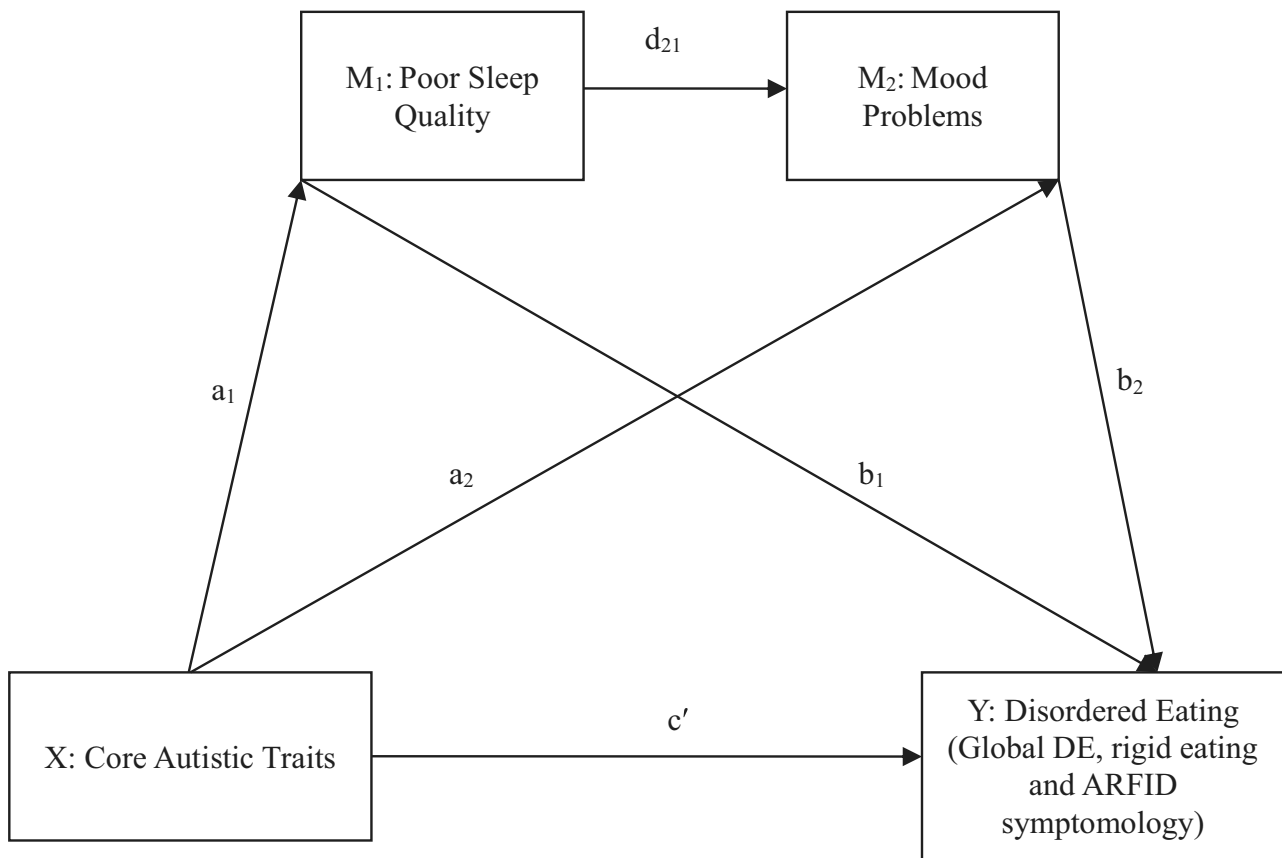 d₂₁
M₁: Poor Sleep
Quality
M₂: Mood
Problems
a₁
a₂
b₁
b₂
c′
X: Core Autistic Traits
Y: Disordered Eating
(Global DE, rigid eating
and ARFID
symptomology)